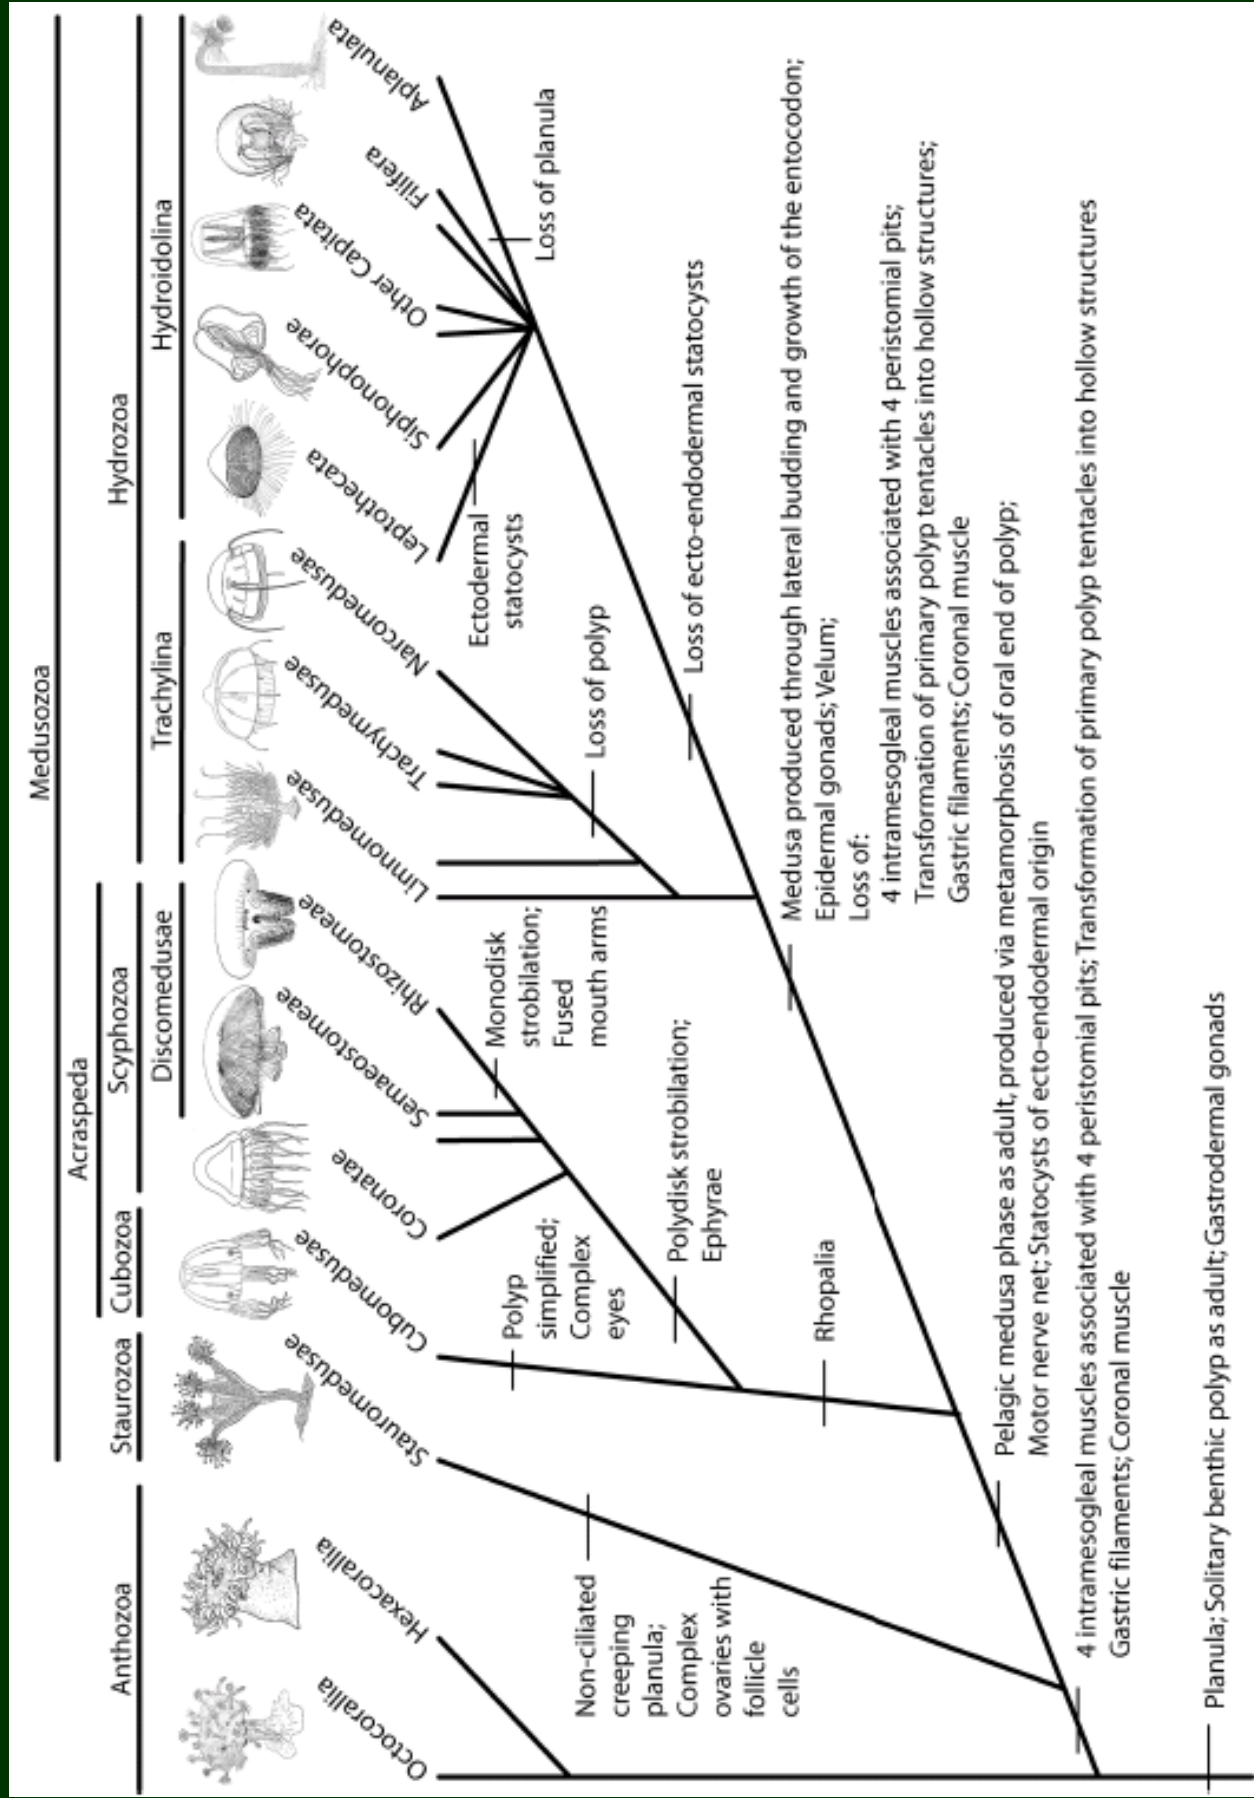 Medusozoa
Acraspeda
Hydrozoa
Anthozoa
Staurozoa
Cubozoa
Scyphozoa
Discomedusae
Trachylina
Hydroidolina
Octocorallia
Hexacorallia
Stauromedusae
Cubomedusae
Coronatae
Semaeostomeae
Rhizostomeae
Limnomedusae
Trachymedusae
Narcomedusae
Leptothecata
Siphonophorae
Other Capitata
Filifera
Aplanulata
Non-ciliated
creeping
planula;
Complex
ovaries with
follicle
cells
Polyp
simplified;
Complex
eyes
Monodisk
strobilation;
Fused
mouth arms
Polydisk strobilation;
Ephyrae
Rhopalia
Ectodermal
statocysts
Loss of polyp
Loss of planula
Loss of ecto-endodermal statocysts
Medusa produced through lateral budding and growth of the entocodon;
Epidermal gonads; Velum;
Loss of:
4 intramesogleal muscles associated with 4 peristomial pits;
Transformation of primary polyp tentacles into hollow structures;
Gastric filaments; Coronal muscle
Pelagic medusa phase as adult, produced via metamorphosis of oral end of polyp;
Motor nerve net; Statocysts of ecto-endodermal origin
4 intramesogleal muscles associated with 4 peristomial pits; Transformation of primary polyp tentacles into hollow structures
Gastric filaments; Coronal muscle
Planula; Solitary benthic polyp as adult; Gastrodermal gonads